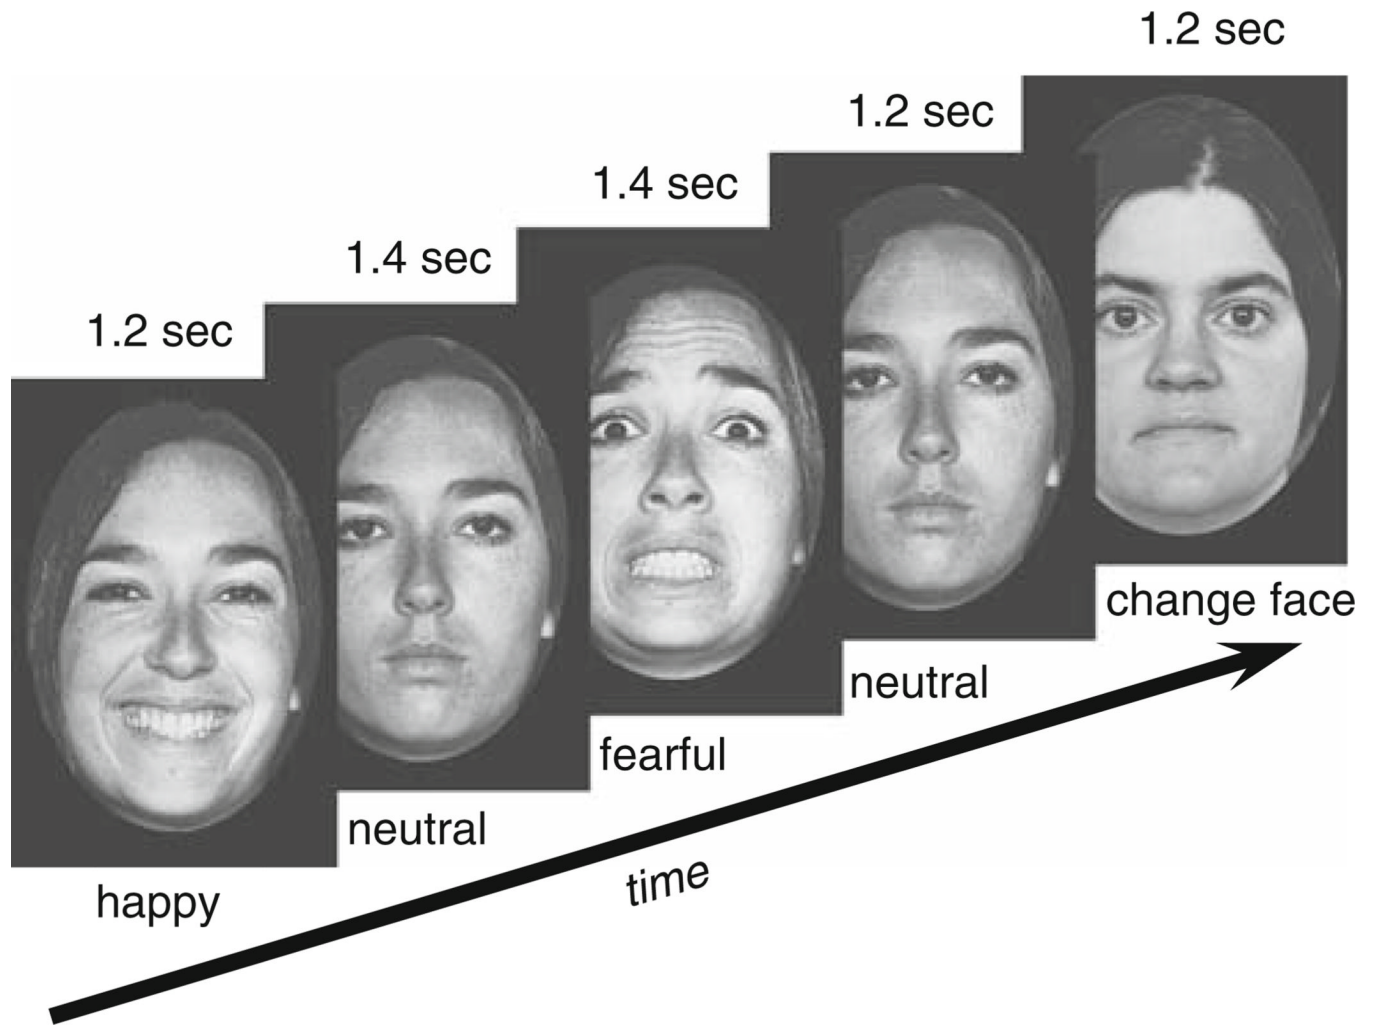 1.2 sec
1.4 sec
1.4 sec
1.2 sec
1.2 sec
happy
neutral
fearful
neutral
change face
time